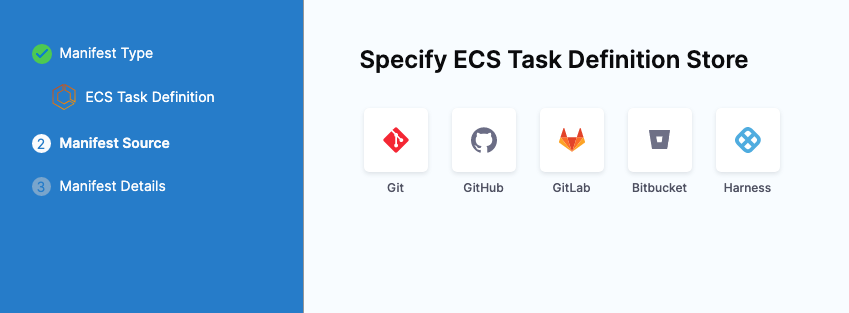 Manifest Type
ECS Task Definition
2 Manifest Source
3 Manifest Details
Specify ECS Task Definition Store
Git GitHub GitLab Bitbucket Harness